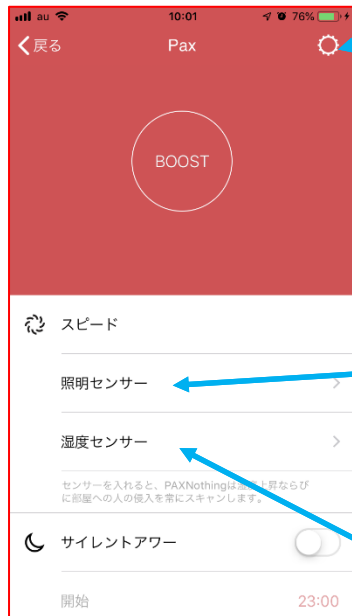 au 10:01 76%
戻る Pax
BOOST
スピード
照明センサー
湿度センサー
センサーを入れると、PAXNothingは湿度上昇ならび
に部屋への人の侵入を常にスキャンします。
サイレントアワー
開始 23:00